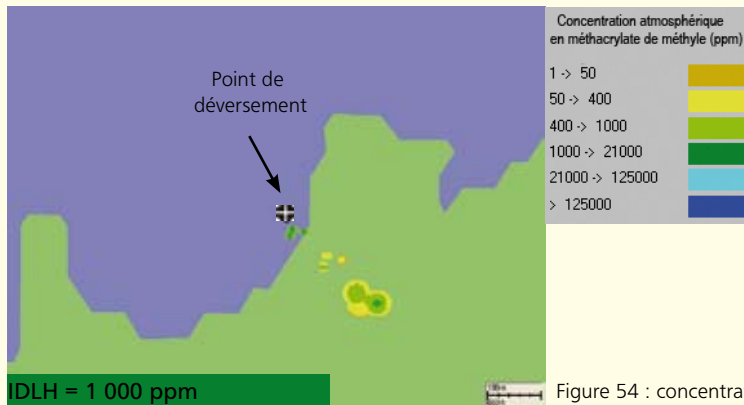 Point de
déversement
Concentration atmosphérique
en méthacrylate de méthyle (ppm)
1 -> 50
50 -> 400
400 -> 1000
1000 -> 21000
21000 -> 125000
> 125000
IDLH = 1 000 ppm
Figure 54 : concentra